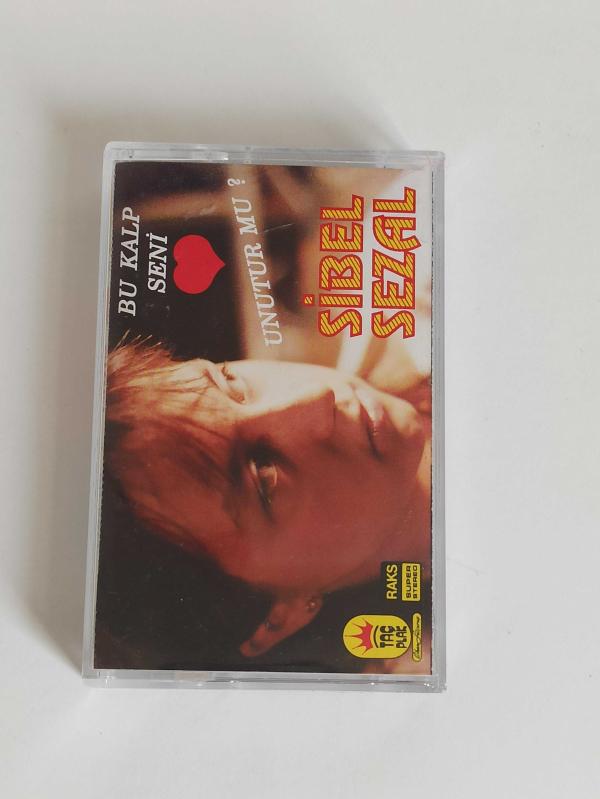 BU KALP
SENİ
UNUTUR MU ?
SİBEL
SEZAL
RAKS
SUPER
STEREO
TAÇ
PLAK